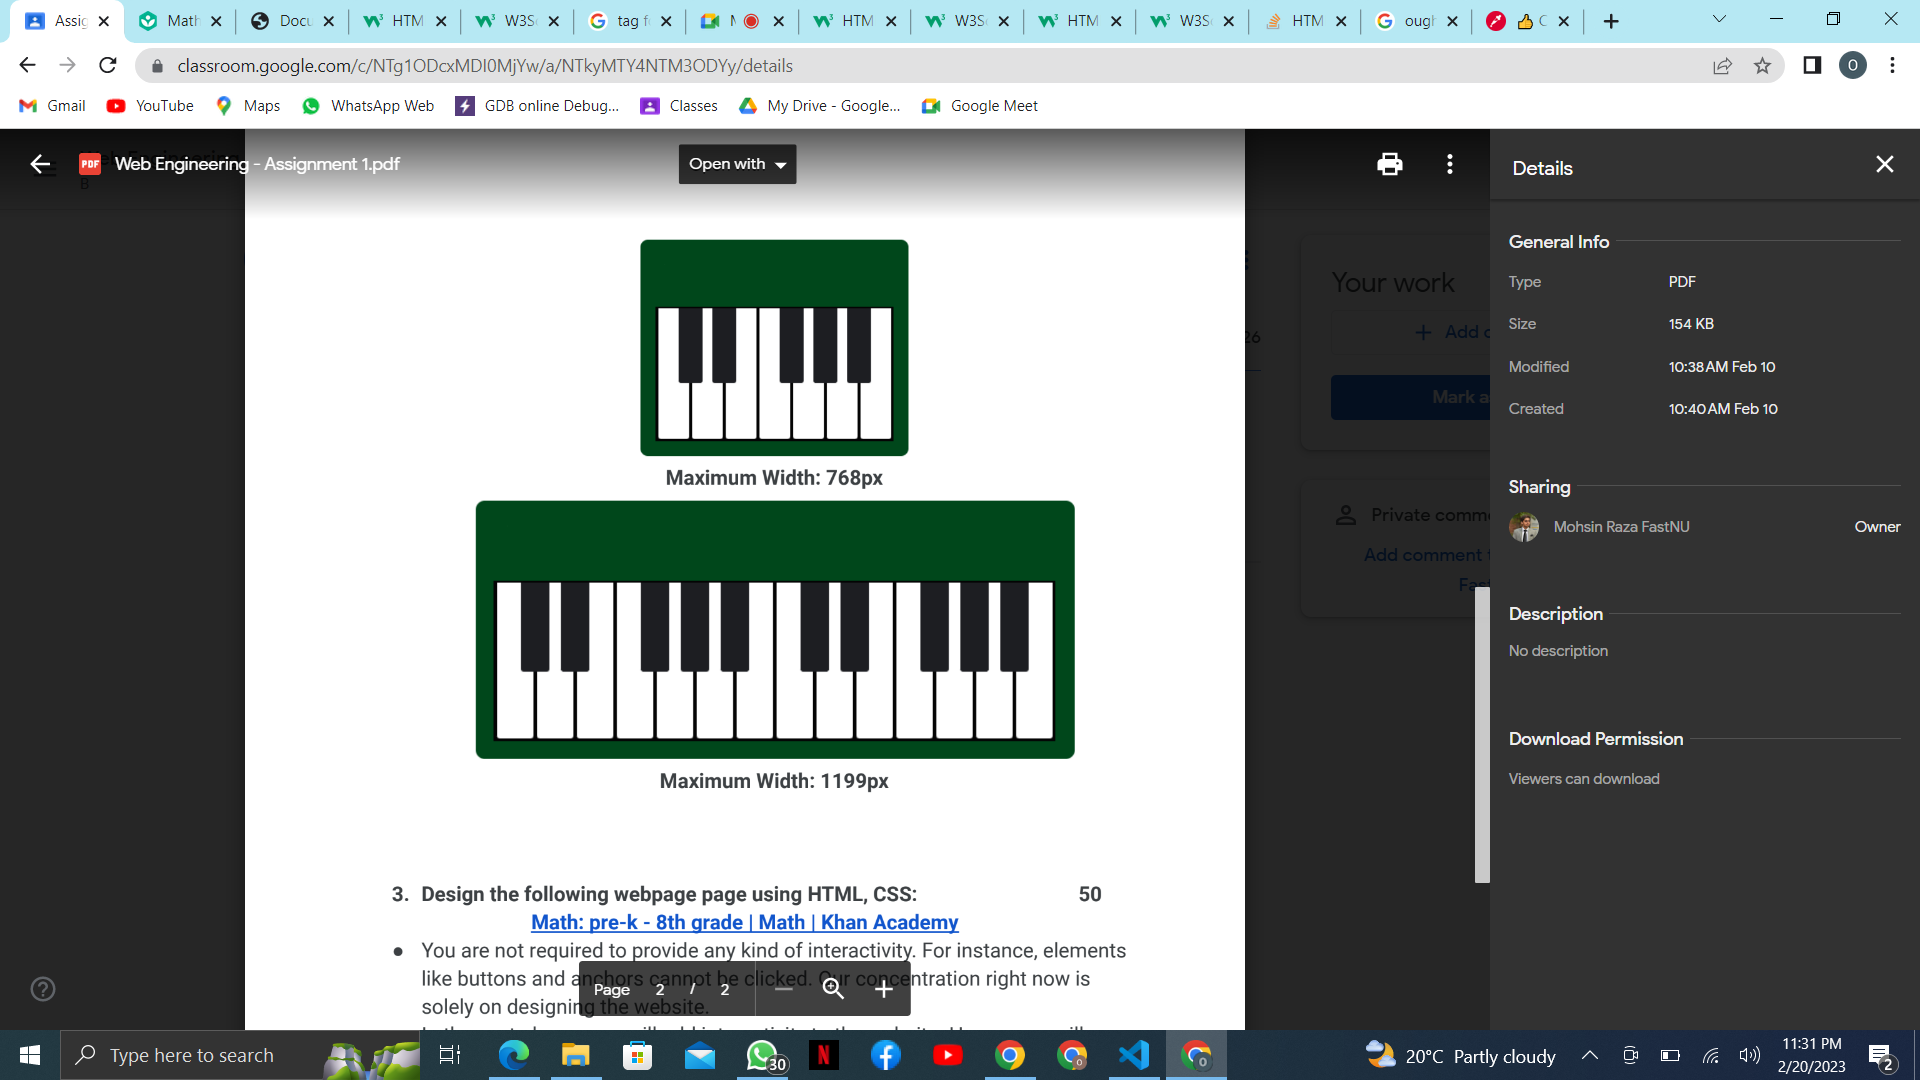 Assig
Math
Docu
HTM
W3S
tag f
HTM
W3S
HTM
W3S
HTM
ough
classroom.google.com/c/NTg1ODcxMDI0MjYw/a/NTkyMTY4NTM3ODYy/details
O
Gmail
YouTube
Maps
WhatsApp Web
GDB online Debug...
Classes
My Drive - Google...
Google Meet
PDF
Web Engineering - Assignment 1.pdf
Open with
Maximum Width: 768px
Maximum Width: 1199px
3. Design the following webpage page using HTML, CSS: 50
Math: pre-k - 8th grade | Math | Khan Academy
● You are not required to provide any kind of interactivity. For instance, elements
like buttons and anchors cannot be clicked. Our concentration right now is
solely on designing the website.
Page 2 / 2
Your work
Add
Mark a
Private comme
Add comment
Details
General Info
Type PDF
Size 154 KB
Modified 10:38 AM Feb 10
Created 10:40 AM Feb 10
Sharing
Mohsin Raza FastNU Owner
Description
No description
Download Permission
Viewers can download
Type here to search
30
20°C Partly cloudy
11:31 PM
2/20/2023
2